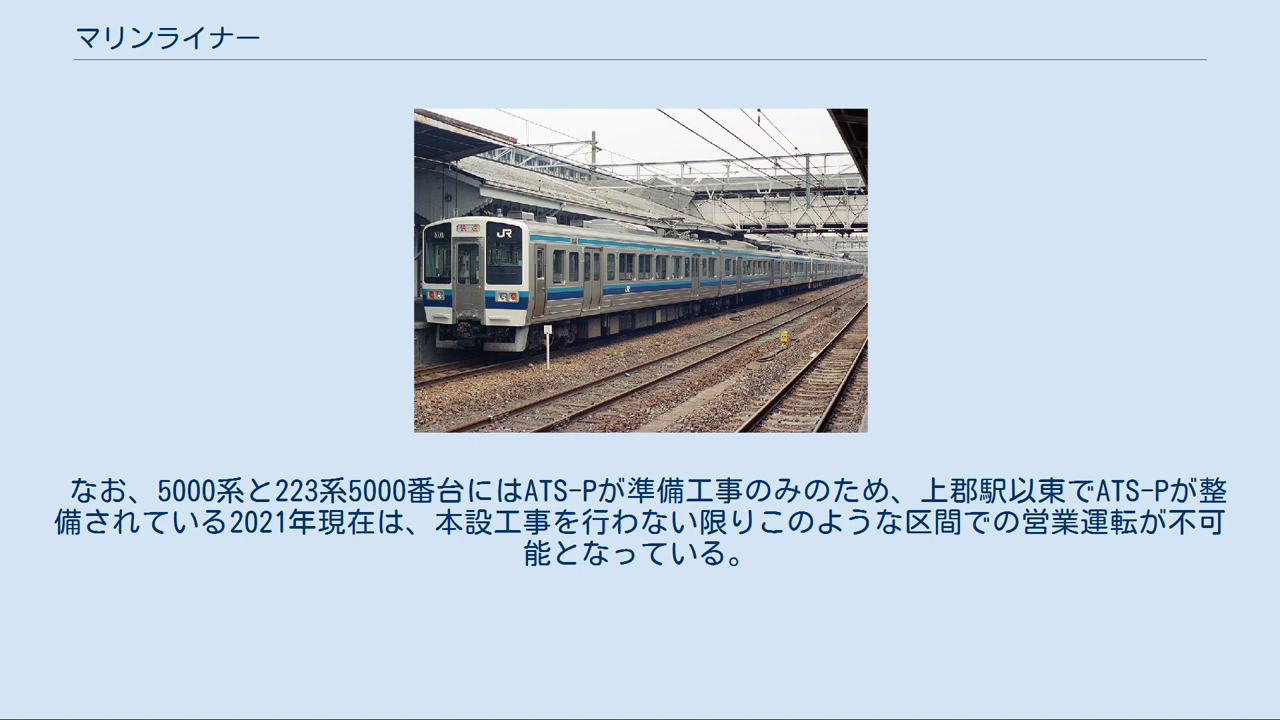 マリンライナー
快速
JR
JR
なお、5000系と223系5000番台にはATS-Pが準備工事のみのため、上郡駅以東でATS-Pが整
備されている2021年現在は、本設工事を行わない限りこのような区間での営業運転が不可
能となっている。